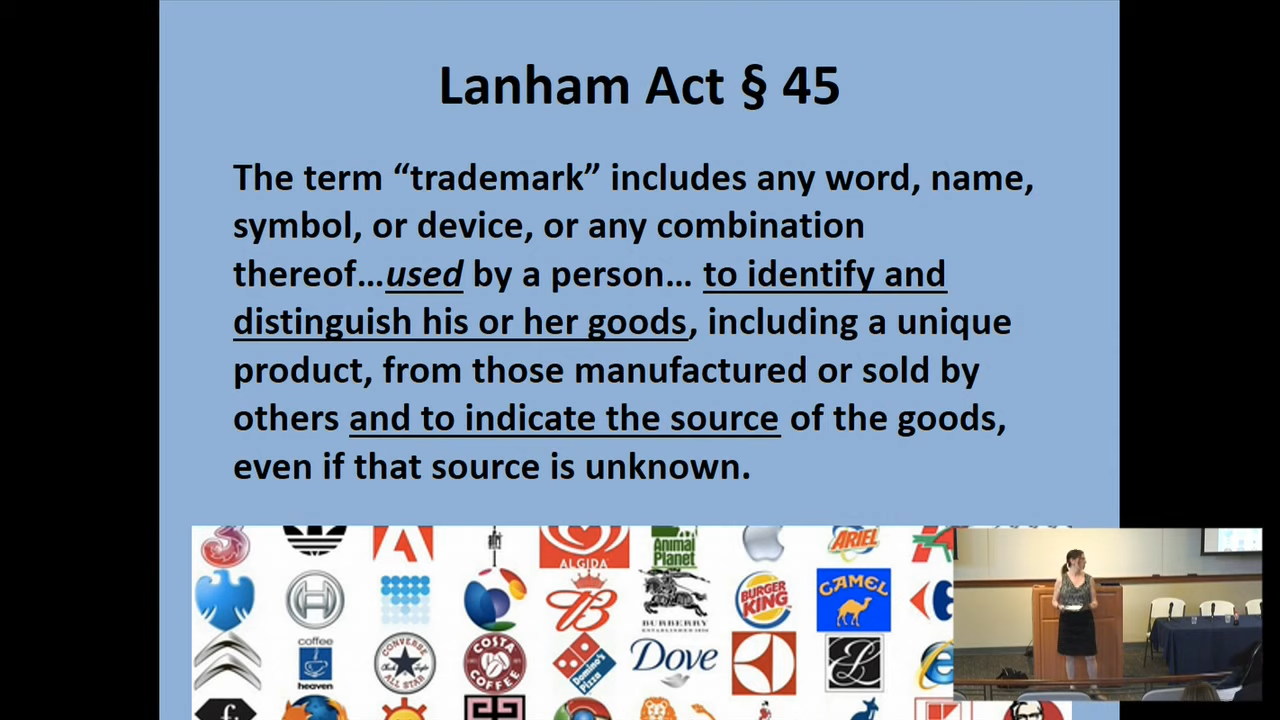 Lanham Act § 45
The term “trademark” includes any word, name,
symbol, or device, or any combination
thereof…used by a person… to identify and
distinguish his or her goods, including a unique
product, from those manufactured or sold by
others and to indicate the source of the goods,
even if that source is unknown.
ALGIDA
Animal
Planet
ARIEL
BURBERRY
BURGER
KING
CAMEL
coffee
heaven
CONVERSE
ALL STAR
COSTA
COFFEE
Domino's
Pizza
Dove
KFC